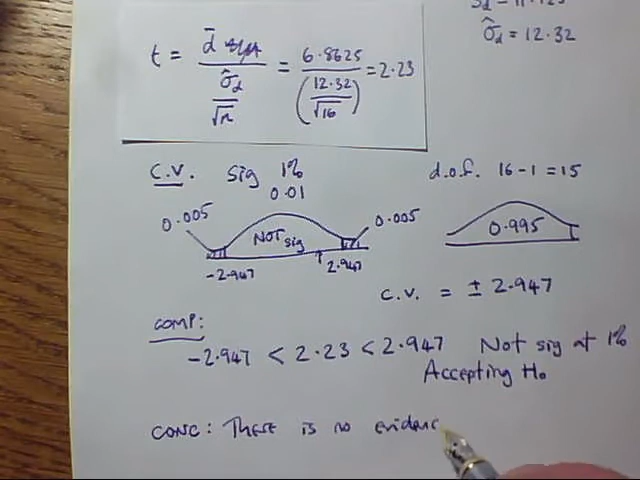 σ̂d = 12.32
t = d̄ / (σ̂d / √n) = 6.8625 / (12.32 / √16) = 2.23
C.V. sig 1% d.o.f. 16-1=15
0.01
0.005 0.005
NOT sig 0.995
-2.947 2.947
C.V. = ± 2.947
COMP:
-2.947 < 2.23 < 2.947 Not sig at 1%
Accepting H₀
CONC: There is no evidenc